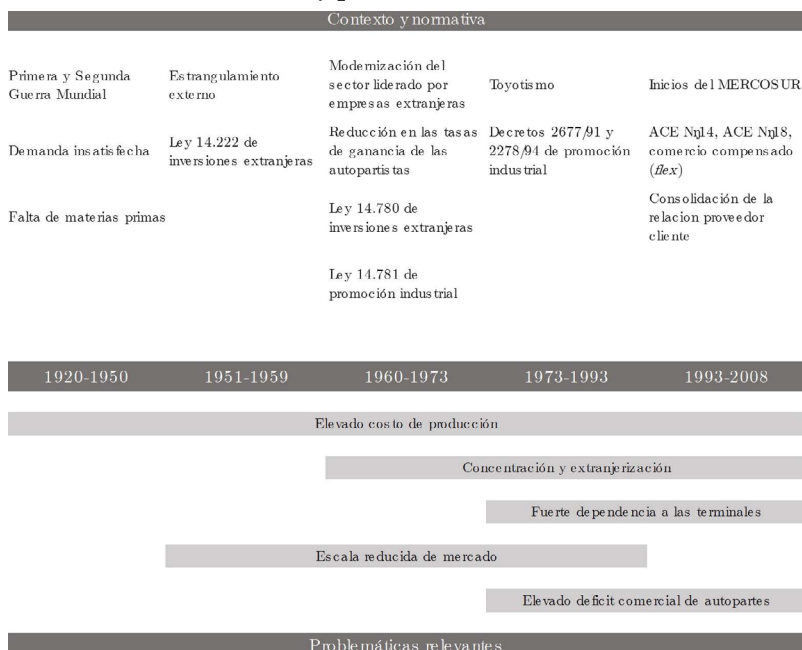 Contexto y normativa
Primera y Segunda
Guerra Mundial
Estrangulamiento
externo
Modernización del
sector liderado por
empresas extranjeras
Toyotismo
Inicios del MERCOSUR
Demanda insatisfecha
Ley 14.222 de
inversiones extranjeras
Reducción en las tasas
de ganancia de las
autopartistas
Decretos 2677/91 y
2278/94 de promoción
industrial
ACE Nņ14, ACE Nņ18,
comercio compensado
(flex)
Falta de materias primas
Ley 14.780 de
inversiones extranjeras
Consolidación de la
relacion proveedor
cliente
Ley 14.781 de
promoción industrial
1920-1950 1951-1959 1960-1973 1973-1993 1993-2008
Elevado costo de producción
Concentración y extranjerización
Fuerte dependencia a las terminales
Escala reducida de mercado
Elevado deficit comercial de autopartes
Problemáticas relevantes